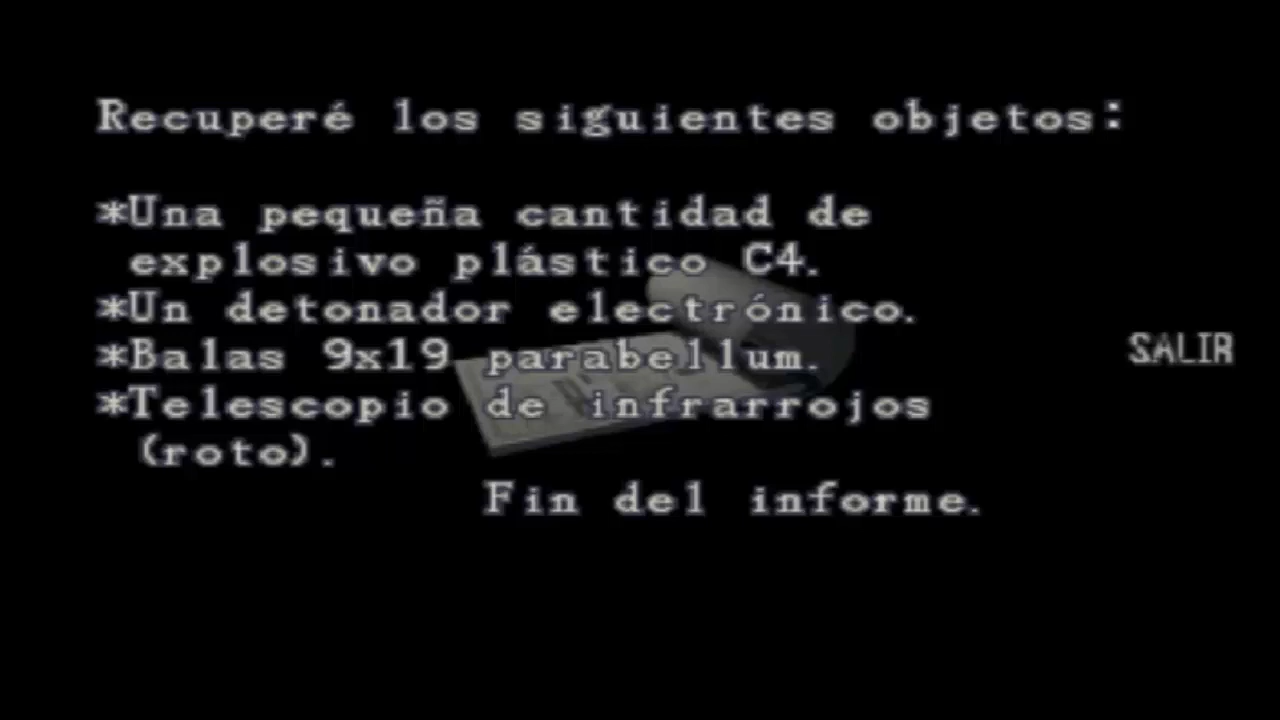 Recuperé los siguientes objetos:
*Una pequeña cantidad de
explosivo plástico C4.
*Un detonador electrónico.
*Balas 9x19 parabellum.
SALIR
*Telescopio de infrarrojos
(roto).
Fin del informe.